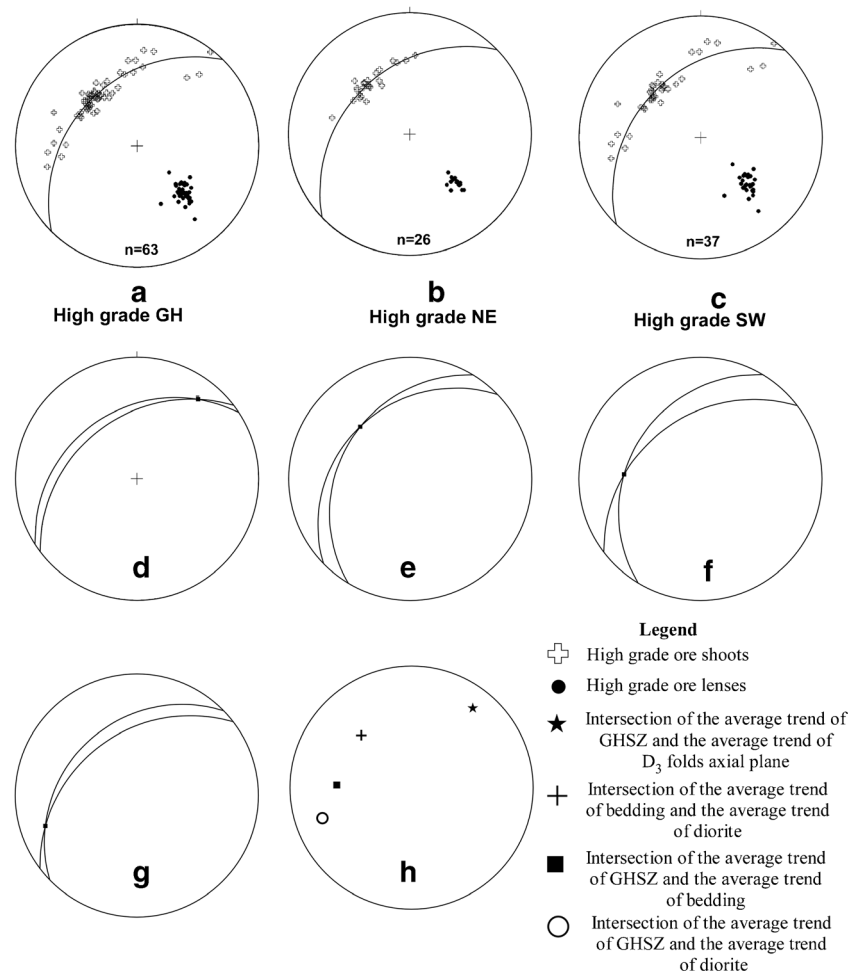 n=63
n=26
n=37
a
b
c
High grade GH
High grade NE
High grade SW
d
e
f
g
h
Legend
High grade ore shoots
High grade ore lenses
Intersection of the average trend of
GHSZ and the average trend of
D3 folds axial plane
Intersection of the average trend
of bedding and the average trend
of diorite
Intersection of the average trend
of GHSZ and the average trend
of bedding
Intersection of the average trend
of GHSZ and the average trend
of diorite